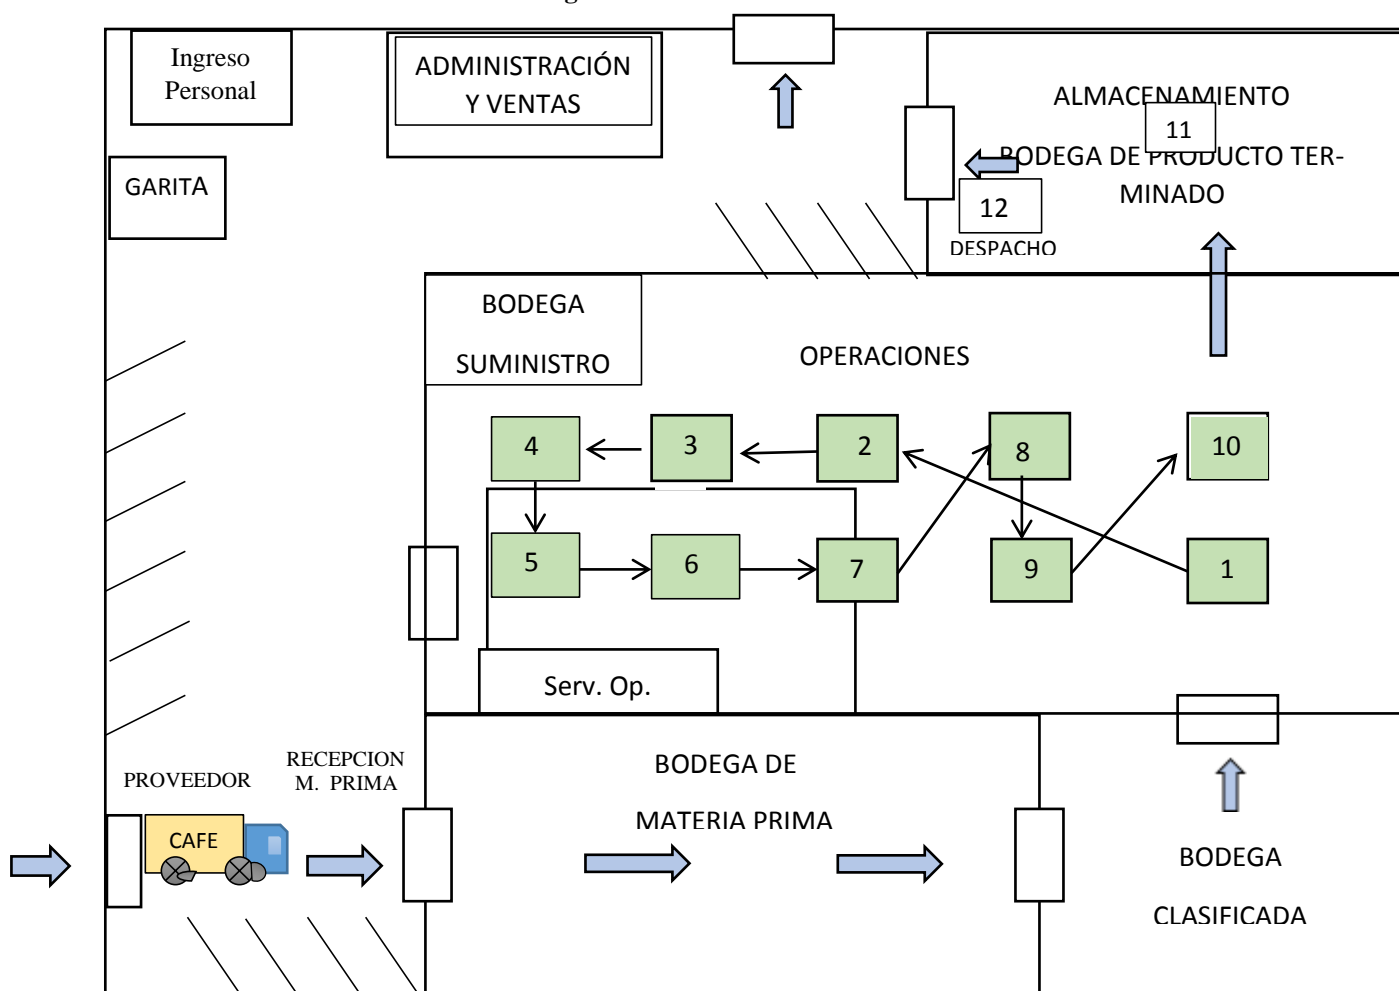 Ingreso
Personal
ADMINISTRACIÓN
Y VENTAS
ALMACENAMIENTO
11
BODEGA DE PRODUCTO TER-
MINADO
GARITA
12
DESPACHO
BODEGA
SUMINISTRO
OPERACIONES
4
3
2
8
10
5
6
7
9
1
Serv. Op.
PROVEEDOR
RECEPCION
M. PRIMA
BODEGA DE
MATERIA PRIMA
CAFE
BODEGA
CLASIFICADA